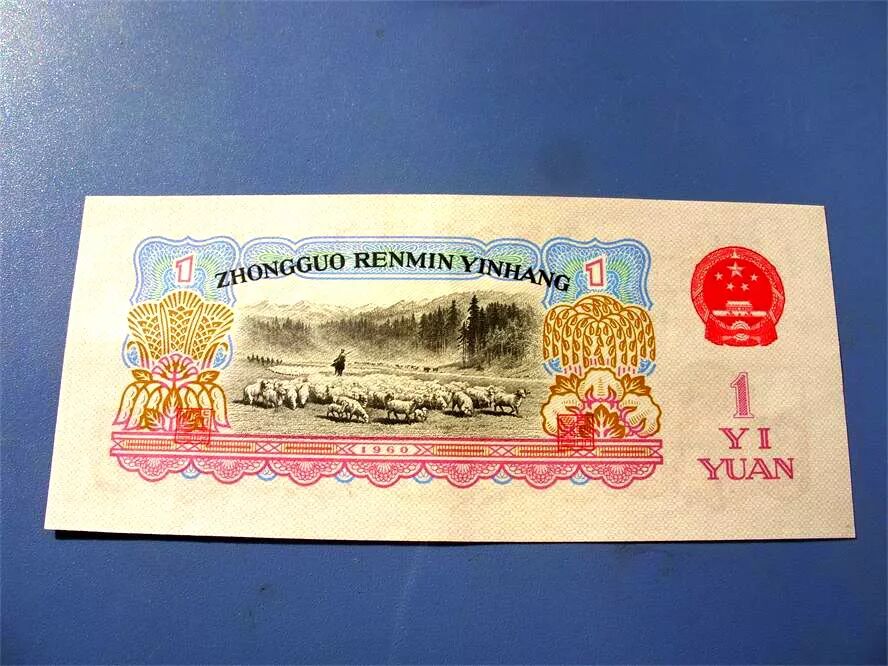 ZHONGGUO RENMIN YINHANG
1
1
1960
1
YI
YUAN